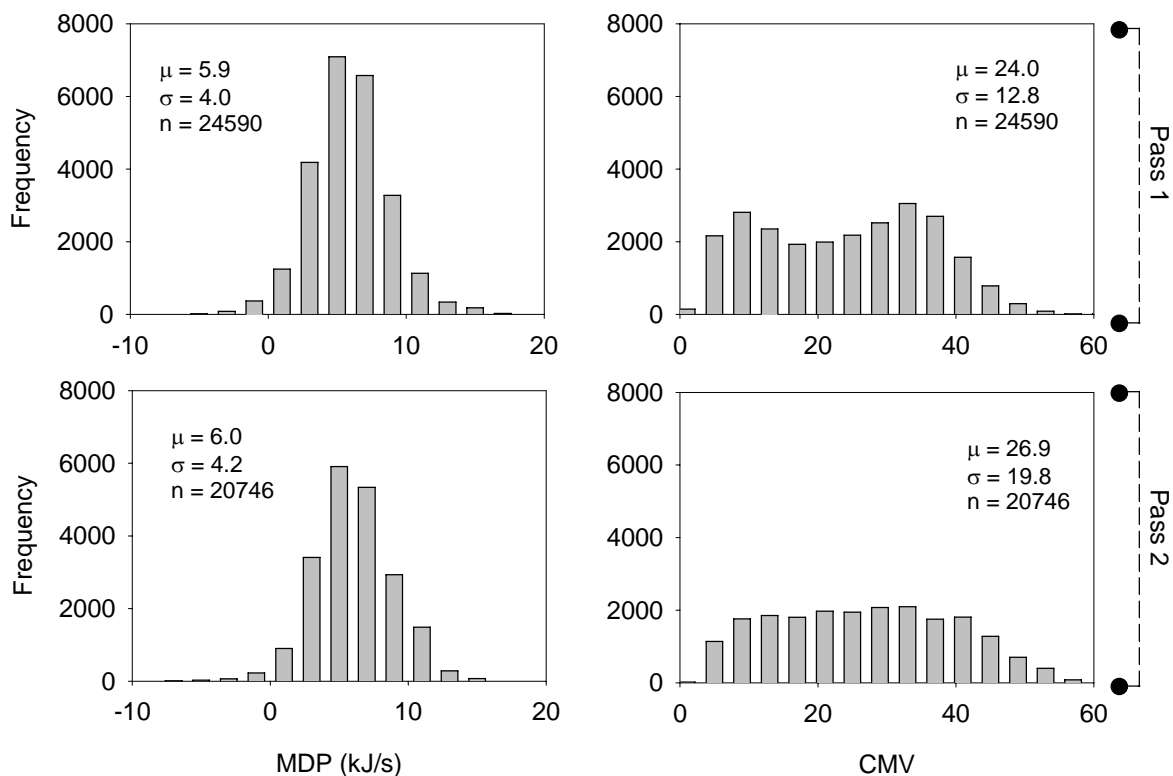 8000
6000
4000
2000
0
Frequency
μ = 5.9
σ = 4.0
n = 24590
-10 0 10 20
8000
6000
4000
2000
0
μ = 24.0
σ = 12.8
n = 24590
0 20 40 60
Pass 1
8000
6000
4000
2000
0
Frequency
μ = 6.0
σ = 4.2
n = 20746
-10 0 10 20
MDP (kJ/s)
8000
6000
4000
2000
0
μ = 26.9
σ = 19.8
n = 20746
0 20 40 60
CMV
Pass 2